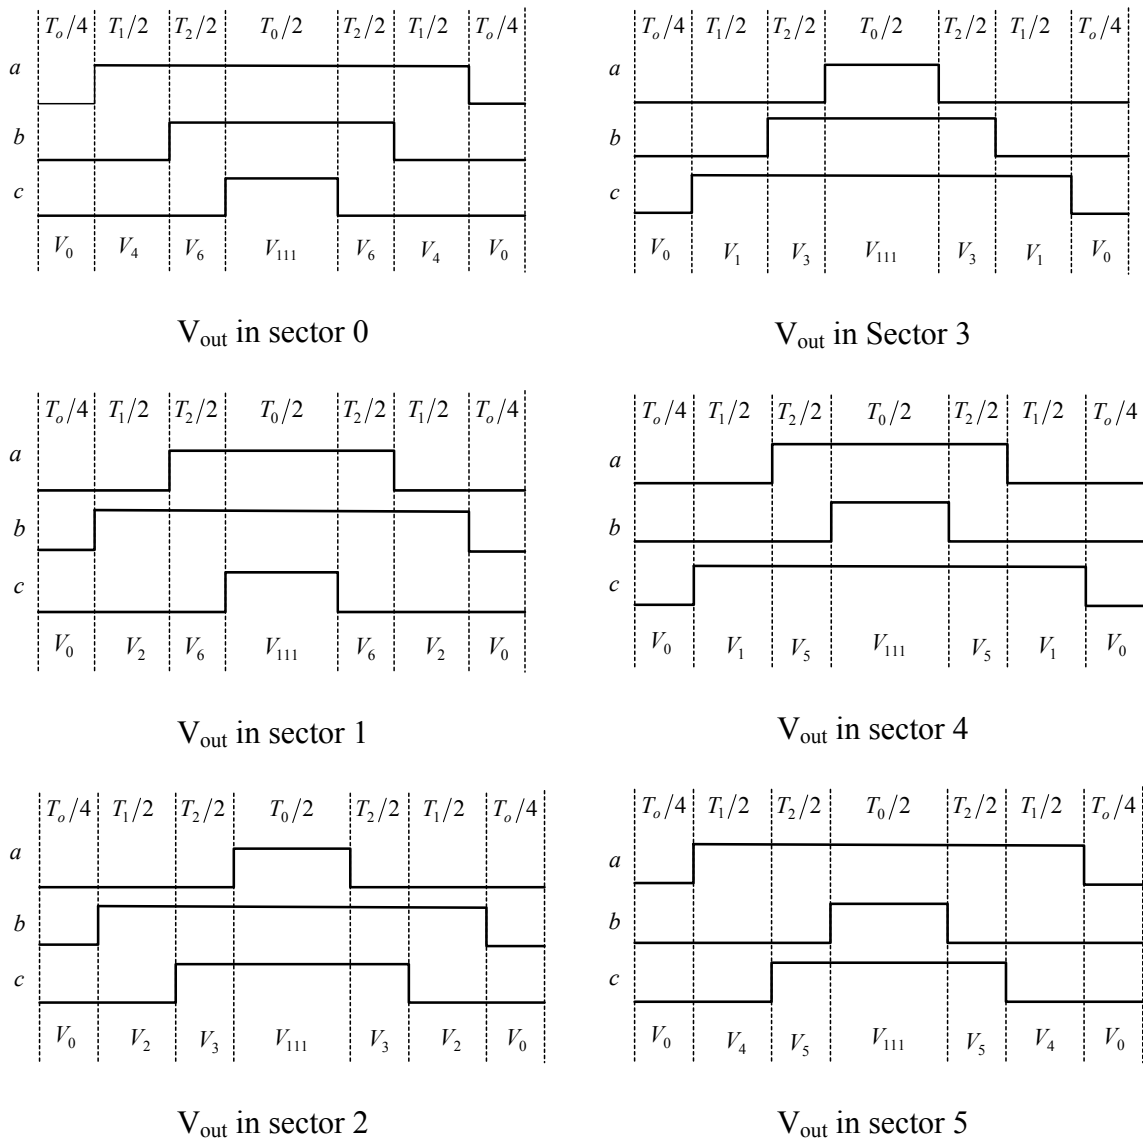 T_o/4 T_1/2 T_2/2 T_0/2 T_2/2 T_1/2 T_o/4
a
b
c
V_0 V_4 V_6 V_111 V_6 V_4 V_0
V_out in sector 0
T_o/4 T_1/2 T_2/2 T_0/2 T_2/2 T_1/2 T_o/4
a
b
c
V_0 V_1 V_3 V_111 V_3 V_1 V_0
V_out in Sector 3
T_o/4 T_1/2 T_2/2 T_0/2 T_2/2 T_1/2 T_o/4
a
b
c
V_0 V_2 V_6 V_111 V_6 V_2 V_0
V_out in sector 1
T_o/4 T_1/2 T_2/2 T_0/2 T_2/2 T_1/2 T_o/4
a
b
c
V_0 V_1 V_5 V_111 V_5 V_1 V_0
V_out in sector 4
T_o/4 T_1/2 T_2/2 T_0/2 T_2/2 T_1/2 T_o/4
a
b
c
V_0 V_2 V_3 V_111 V_3 V_2 V_0
V_out in sector 2
T_o/4 T_1/2 T_2/2 T_0/2 T_2/2 T_1/2 T_o/4
a
b
c
V_0 V_4 V_5 V_111 V_5 V_4 V_0
V_out in sector 5